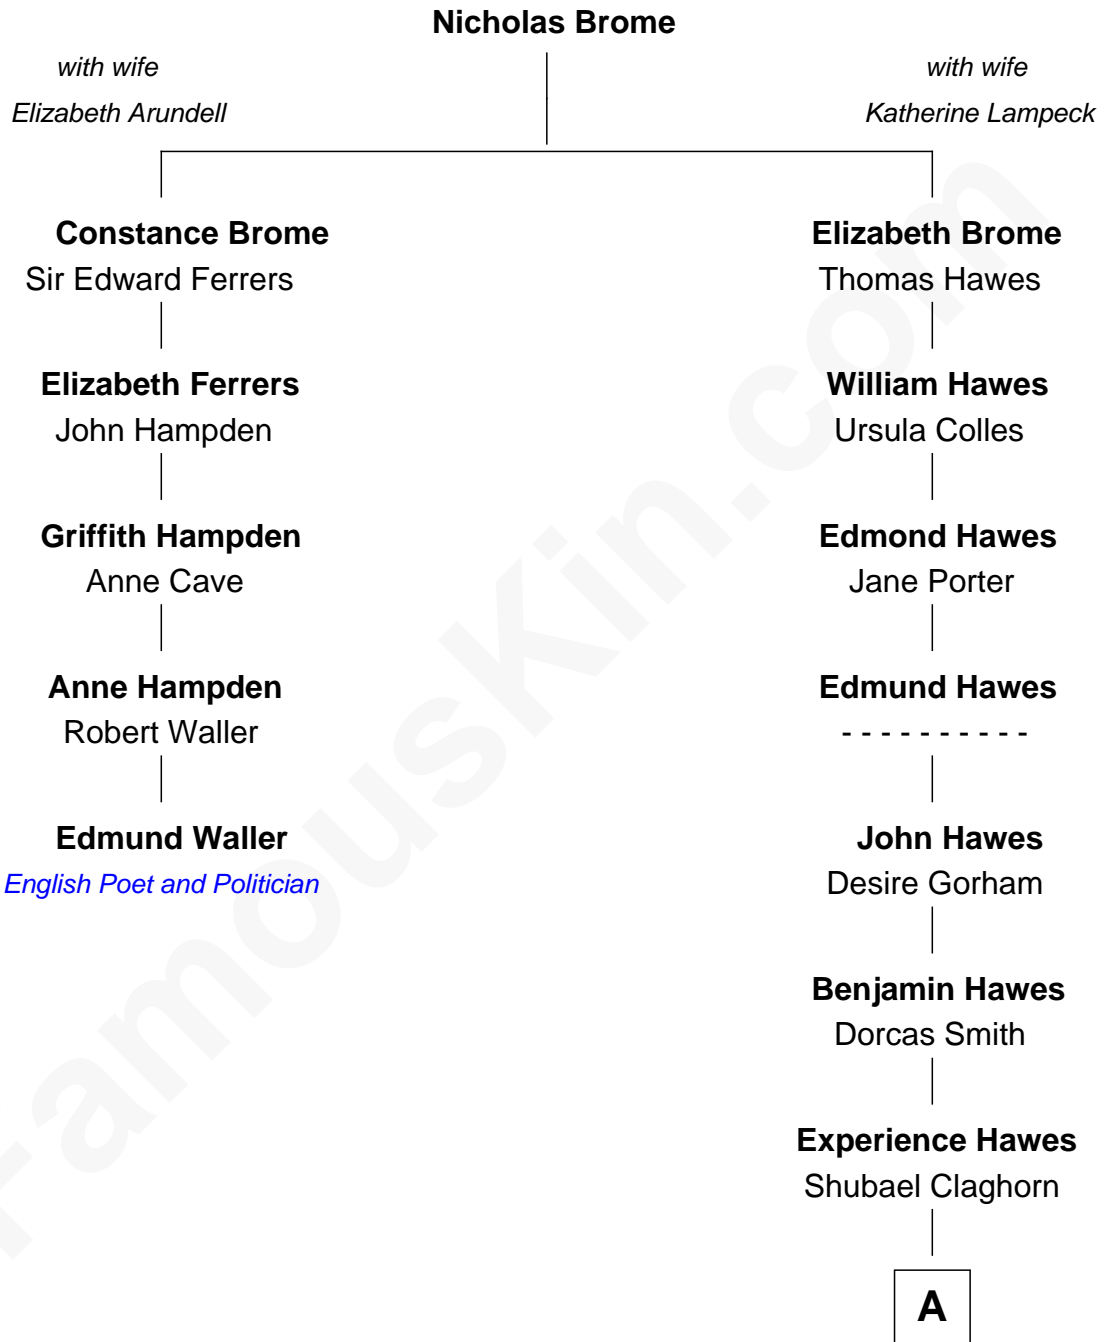 Nicholas Brome
with wife
Elizabeth Arundell
with wife
Katherine Lampeck
Constance Brome
Sir Edward Ferrers
Elizabeth Ferrers
John Hampden
Griffith Hampden
Anne Cave
Anne Hampden
Robert Waller
Edmund Waller
English Poet and Politician
Elizabeth Brome
Thomas Hawes
William Hawes
Ursula Colles
Edmond Hawes
Jane Porter
Edmund Hawes
- - - - - - - - - -
John Hawes
Desire Gorham
Benjamin Hawes
Dorcas Smith
Experience Hawes
Shubael Claghorn
A
FamousKin.com